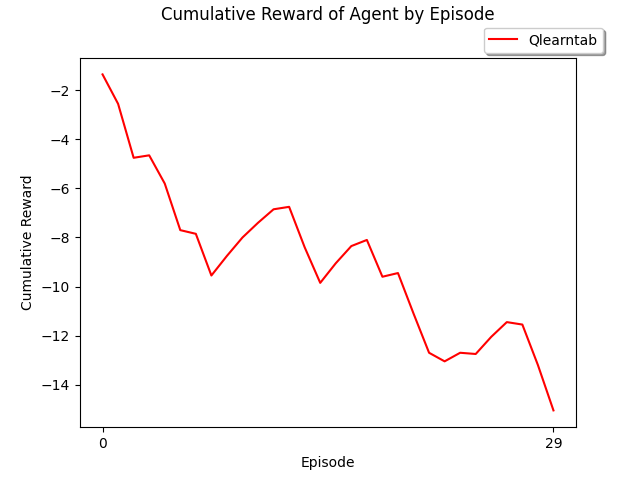 Cumulative Reward of Agent by Episode
Qlearntab
−2
−4
−6
−8
−10
−12
−14
Cumulative Reward
0
29
Episode